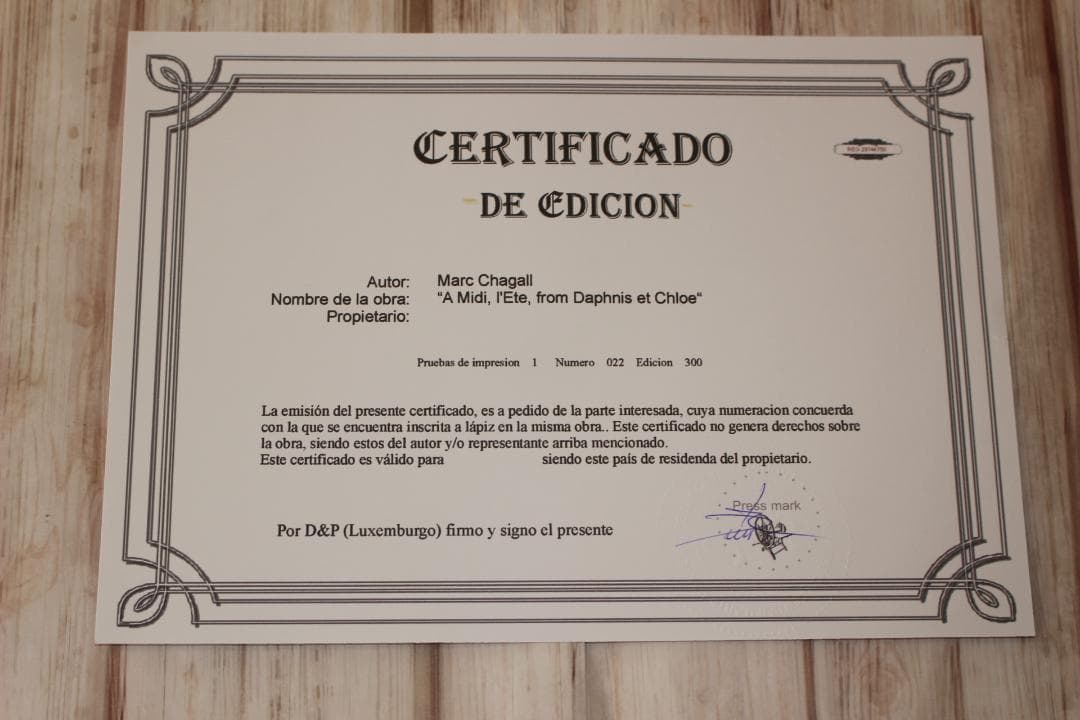 CERTIFICADO
DE EDICION
Autor: Marc Chagall
Nombre de la obra: "A Midi, l'Ete, from Daphnis et Chloe"
Propietario:
Pruebas de impresion 1 Numero 022 Edicion 300
La emisión del presente certificado, es a pedido de la parte interesada, cuya numeracion concuerda
con la que se encuentra inscrita a lápiz en la misma obra.. Este certificado no genera derechos sobre
la obra, siendo estos del autor y/o representante arriba mencionado.
Este certificado es válido para siendo este país de residenda del propietario.
Press mark
Por D&P (Luxemburgo) firmo y signo el presente